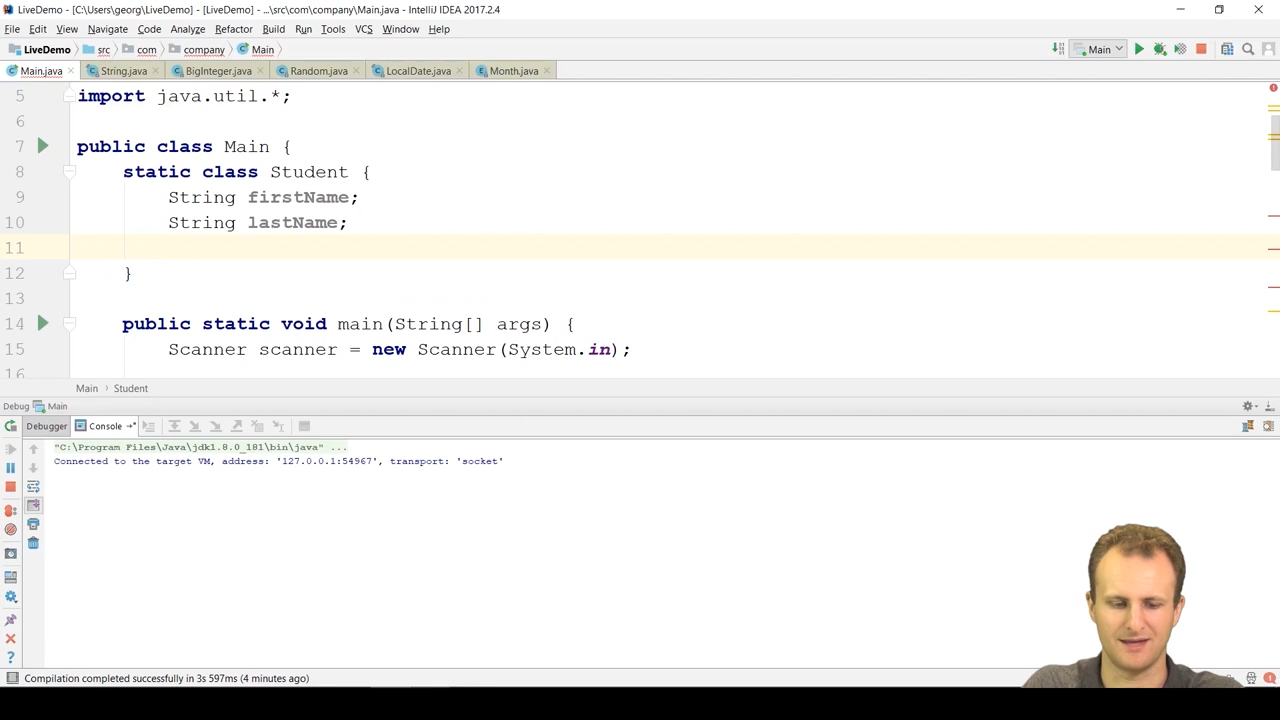 LiveDemo - [C:\Users\georg\LiveDemo] - [LiveDemo] - ...\src\com\company\Main.java - IntelliJ IDEA 2017.2.4
File Edit View Navigate Code Analyze Refactor Build Run Tools VCS Window Help
LiveDemo src com company Main Main
Main.java String.java BigInteger.java Random.java LocalDate.java Month.java
5 import java.util.*;
6
7 public class Main {
8 static class Student {
9 String firstName;
10 String lastName;
11
12 }
13
14 public static void main(String[] args) {
15 Scanner scanner = new Scanner(System.in);
16
Main › Student
Debug Main
Debugger Console
"C:\Program Files\Java\jdk1.8.0_181\bin\java" ...
Connected to the target VM, address: '127.0.0.1:54967', transport: 'socket'
Compilation completed successfully in 3s 597ms (4 minutes ago)